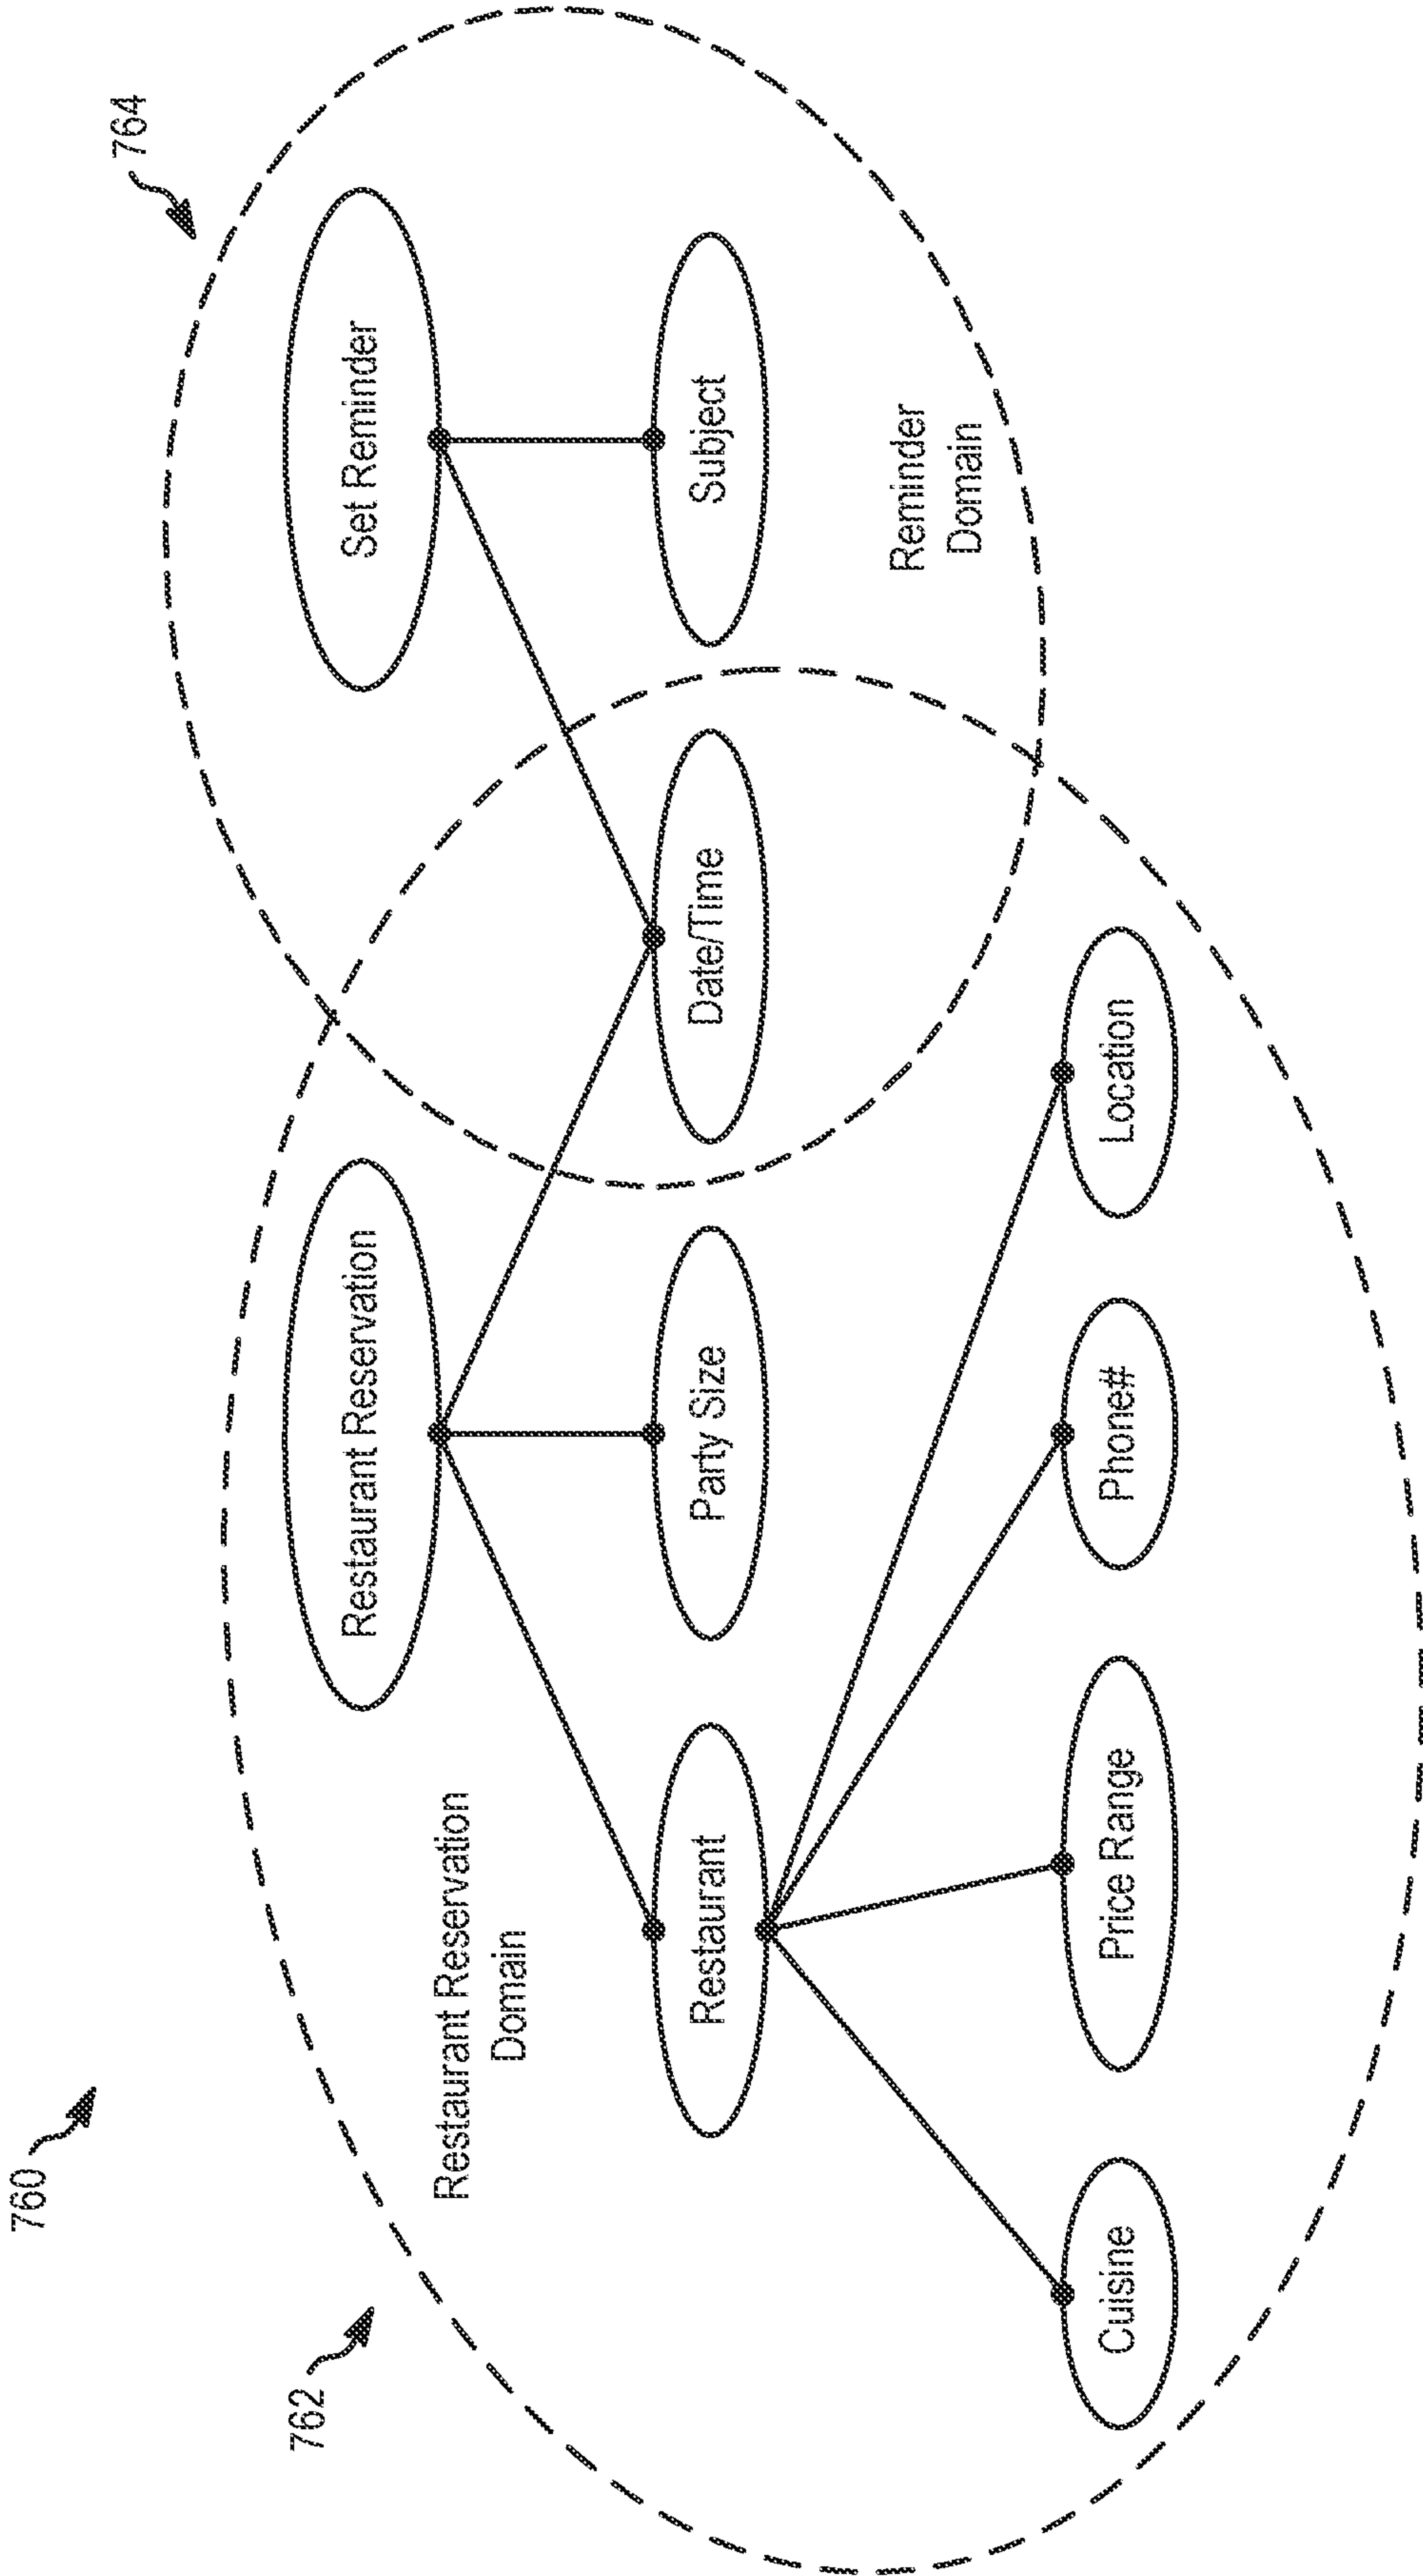 760
762
764
Restaurant Reservation
Set Reminder
Restaurant Reservation
Domain
Restaurant
Party Size
Date/Time
Subject
Reminder
Domain
Cuisine
Price Range
Phone#
Location